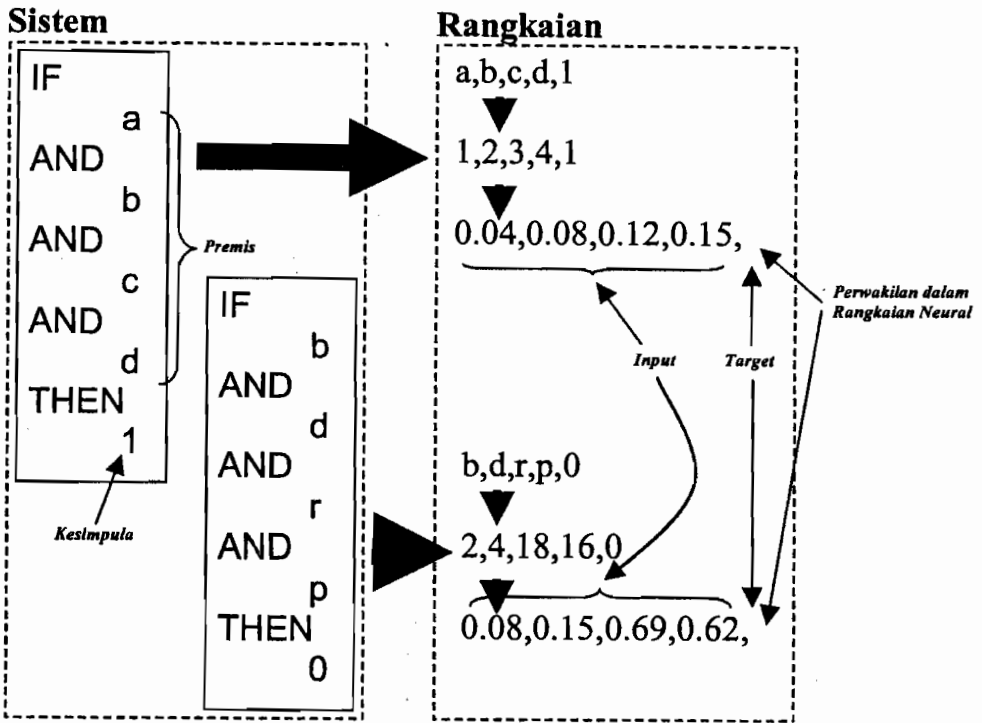 Sistem
IF
a
AND
b
AND
c
AND
d
THEN
1
Premis
Kesimpula
IF
b
AND
d
AND
r
AND
p
THEN
0
Rangkaian
a,b,c,d,1
1,2,3,4,1
0.04,0.08,0.12,0.15,
Input
Target
b,d,r,p,0
2,4,18,16,0
0.08,0.15,0.69,0.62,
Perwakilan dalam
Rangkaian Neural